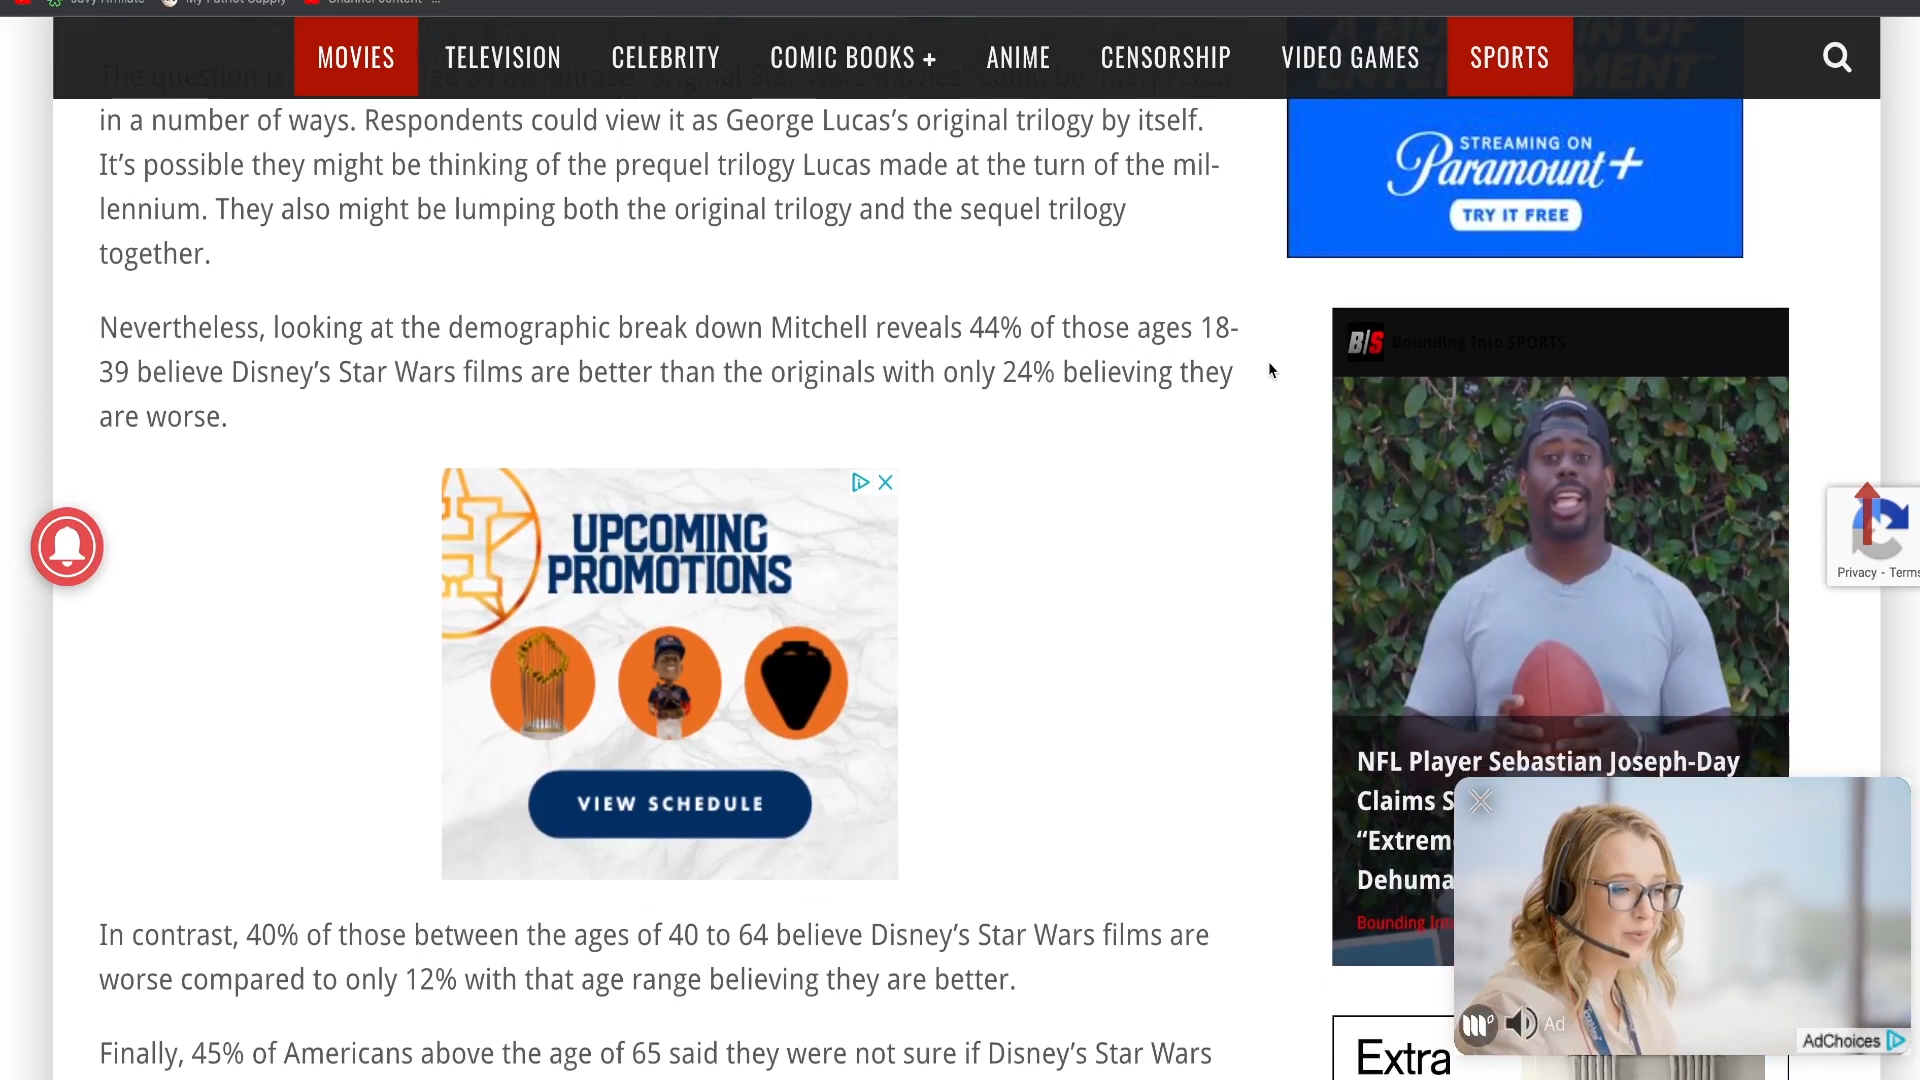 MOVIES TELEVISION CELEBRITY COMIC BOOKS + ANIME CENSORSHIP VIDEO GAMES SPORTS
in a number of ways. Respondents could view it as George Lucas’s original trilogy by itself.
It’s possible they might be thinking of the prequel trilogy Lucas made at the turn of the mil-
lennium. They also might be lumping both the original trilogy and the sequel trilogy
together.
Nevertheless, looking at the demographic break down Mitchell reveals 44% of those ages 18-
39 believe Disney’s Star Wars films are better than the originals with only 24% believing they
are worse.
UPCOMING
PROMOTIONS
VIEW SCHEDULE
In contrast, 40% of those between the ages of 40 to 64 believe Disney’s Star Wars films are
worse compared to only 12% with that age range believing they are better.
Finally, 45% of Americans above the age of 65 said they were not sure if Disney’s Star Wars
STREAMING ON
Paramount+
TRY IT FREE
B/S Bounding Into SPORTS
NFL Player Sebastian Joseph-Day
Claims S
“Extrem
Dehuma
Bounding Int
Ad
AdChoices
Extra
Privacy - Terms